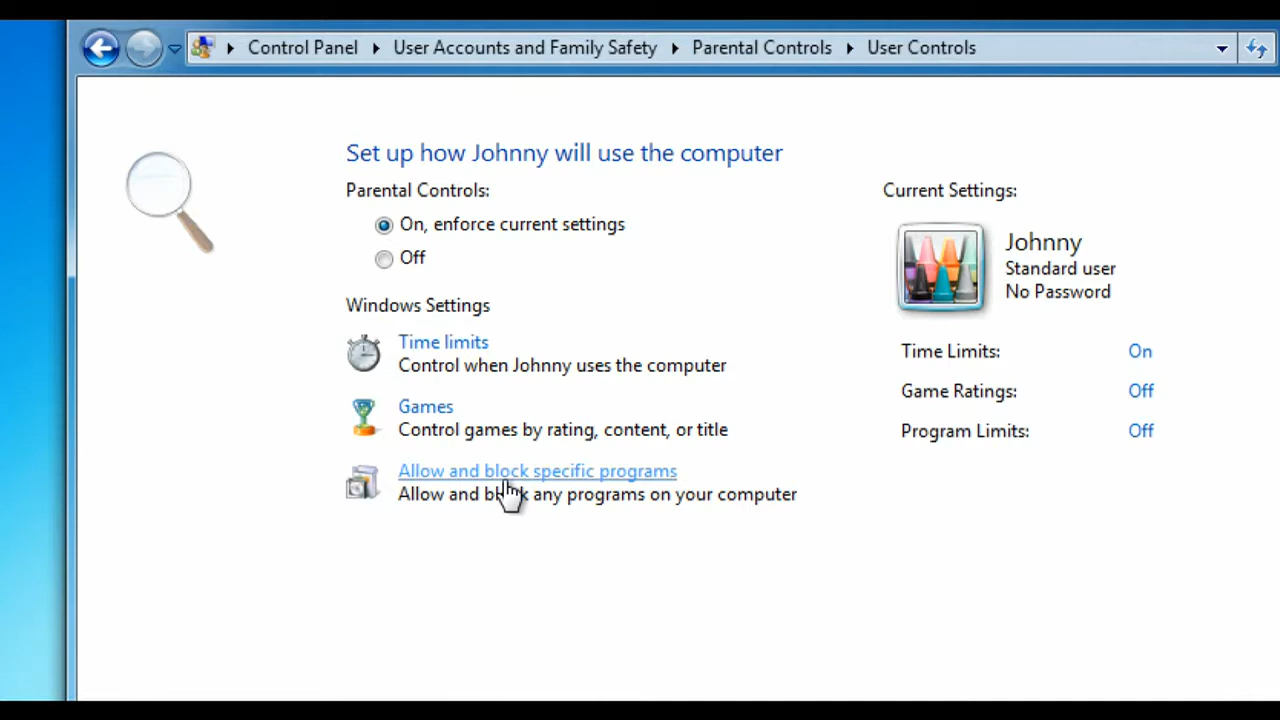 Control Panel User Accounts and Family Safety Parental Controls User Controls
Set up how Johnny will use the computer
Parental Controls:
On, enforce current settings
Off
Windows Settings
Time limits
Control when Johnny uses the computer
Games
Control games by rating, content, or title
Allow and block specific programs
Allow and block any programs on your computer
Current Settings:
Johnny
Standard user
No Password
Time Limits: On
Game Ratings: Off
Program Limits: Off